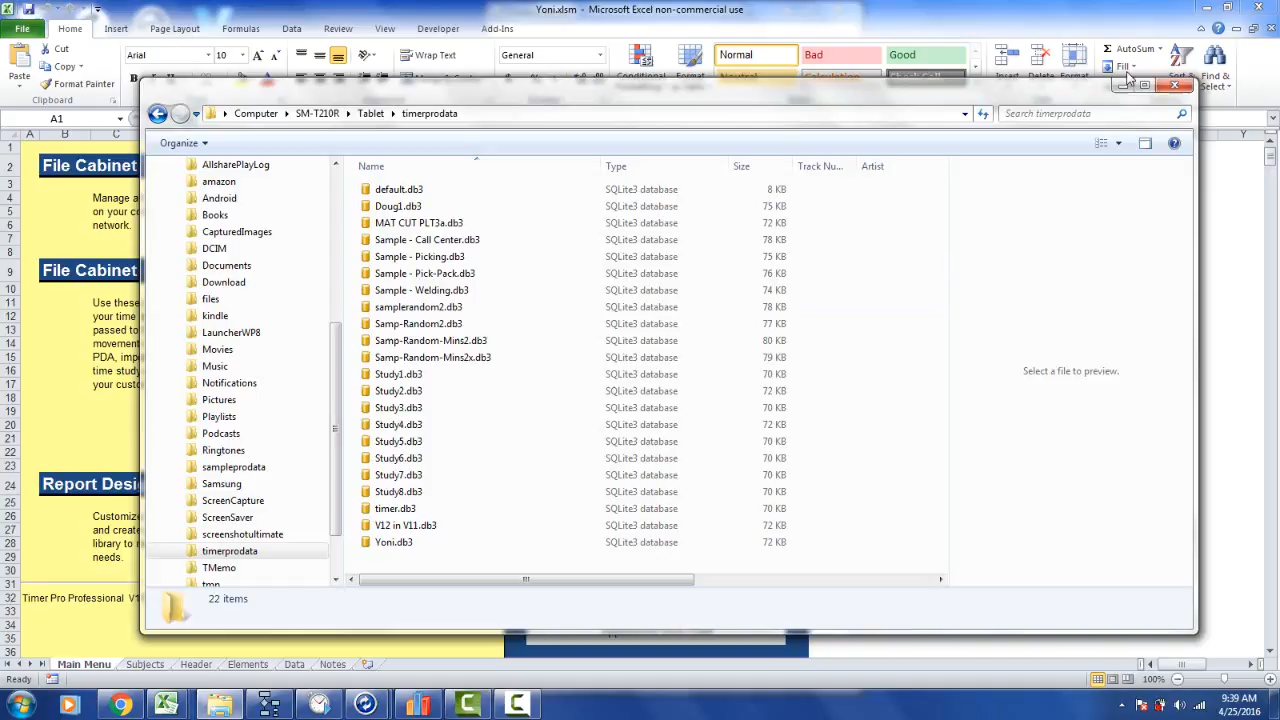 Yoni.xlsm - Microsoft Excel non-commercial use
File Home Insert Page Layout Formulas Data Review View Developer Add-Ins
Paste Cut Copy Format Painter Arial 10 Wrap Text General Normal Bad Good AutoSum Fill
Find & Select
Clipboard
A1
Computer SM-T210R Tablet timerprodata Search timerprodata
Organize
Name Type Size Track Nu... Artist
AllsharePlayLog
amazon
Android
Books
CapturedImages
DCIM
Documents
Download
files
kindle
LauncherWP8
Movies
Music
Notifications
Pictures
Playlists
Podcasts
Ringtones
sampleprodata
Samsung
ScreenCapture
ScreenSaver
screenshotultimate
timerprodata
TMemo
tmp
default.db3 SQLite3 database 8 KB
Doug1.db3 SQLite3 database 75 KB
MAT CUT PLT3a.db3 SQLite3 database 72 KB
Sample - Call Center.db3 SQLite3 database 78 KB
Sample - Picking.db3 SQLite3 database 75 KB
Sample - Pick-Pack.db3 SQLite3 database 76 KB
Sample - Welding.db3 SQLite3 database 74 KB
samplerandom2.db3 SQLite3 database 78 KB
Samp-Random2.db3 SQLite3 database 77 KB
Samp-Random-Mins2.db3 SQLite3 database 80 KB
Samp-Random-Mins2x.db3 SQLite3 database 79 KB
Study1.db3 SQLite3 database 70 KB
Study2.db3 SQLite3 database 72 KB
Study3.db3 SQLite3 database 70 KB
Study4.db3 SQLite3 database 72 KB
Study5.db3 SQLite3 database 70 KB
Study6.db3 SQLite3 database 70 KB
Study7.db3 SQLite3 database 70 KB
Study8.db3 SQLite3 database 70 KB
timer.db3 SQLite3 database 70 KB
V12 in V11.db3 SQLite3 database 72 KB
Yoni.db3 SQLite3 database 72 KB
Select a file to preview.
22 items
File Cabinet
Manage a
on your co
network.
File Cabinet
Use these
your time
passed to
movement
PDA, imp
time study
your custo
Report Desi
Customize
and create
library to m
needs.
Timer Pro Professional V1
Main Menu Subjects Header Elements Data Notes
Ready 100%
9:39 AM
4/25/2016